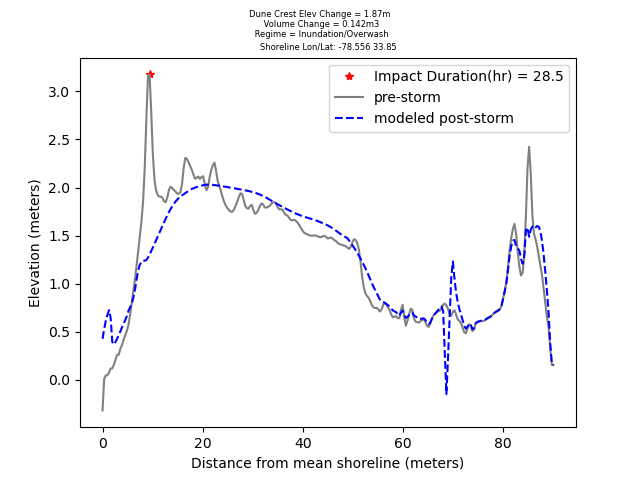 Dune Crest Elev Change = 1.87m
Volume Change = 0.142m3
Regime = Inundation/Overwash
Shoreline Lon/Lat: -78.556 33.85
Impact Duration(hr) = 28.5
pre-storm
modeled post-storm
Elevation (meters)
3.0
2.5
2.0
1.5
1.0
0.5
0.0
0 20 40 60 80
Distance from mean shoreline (meters)